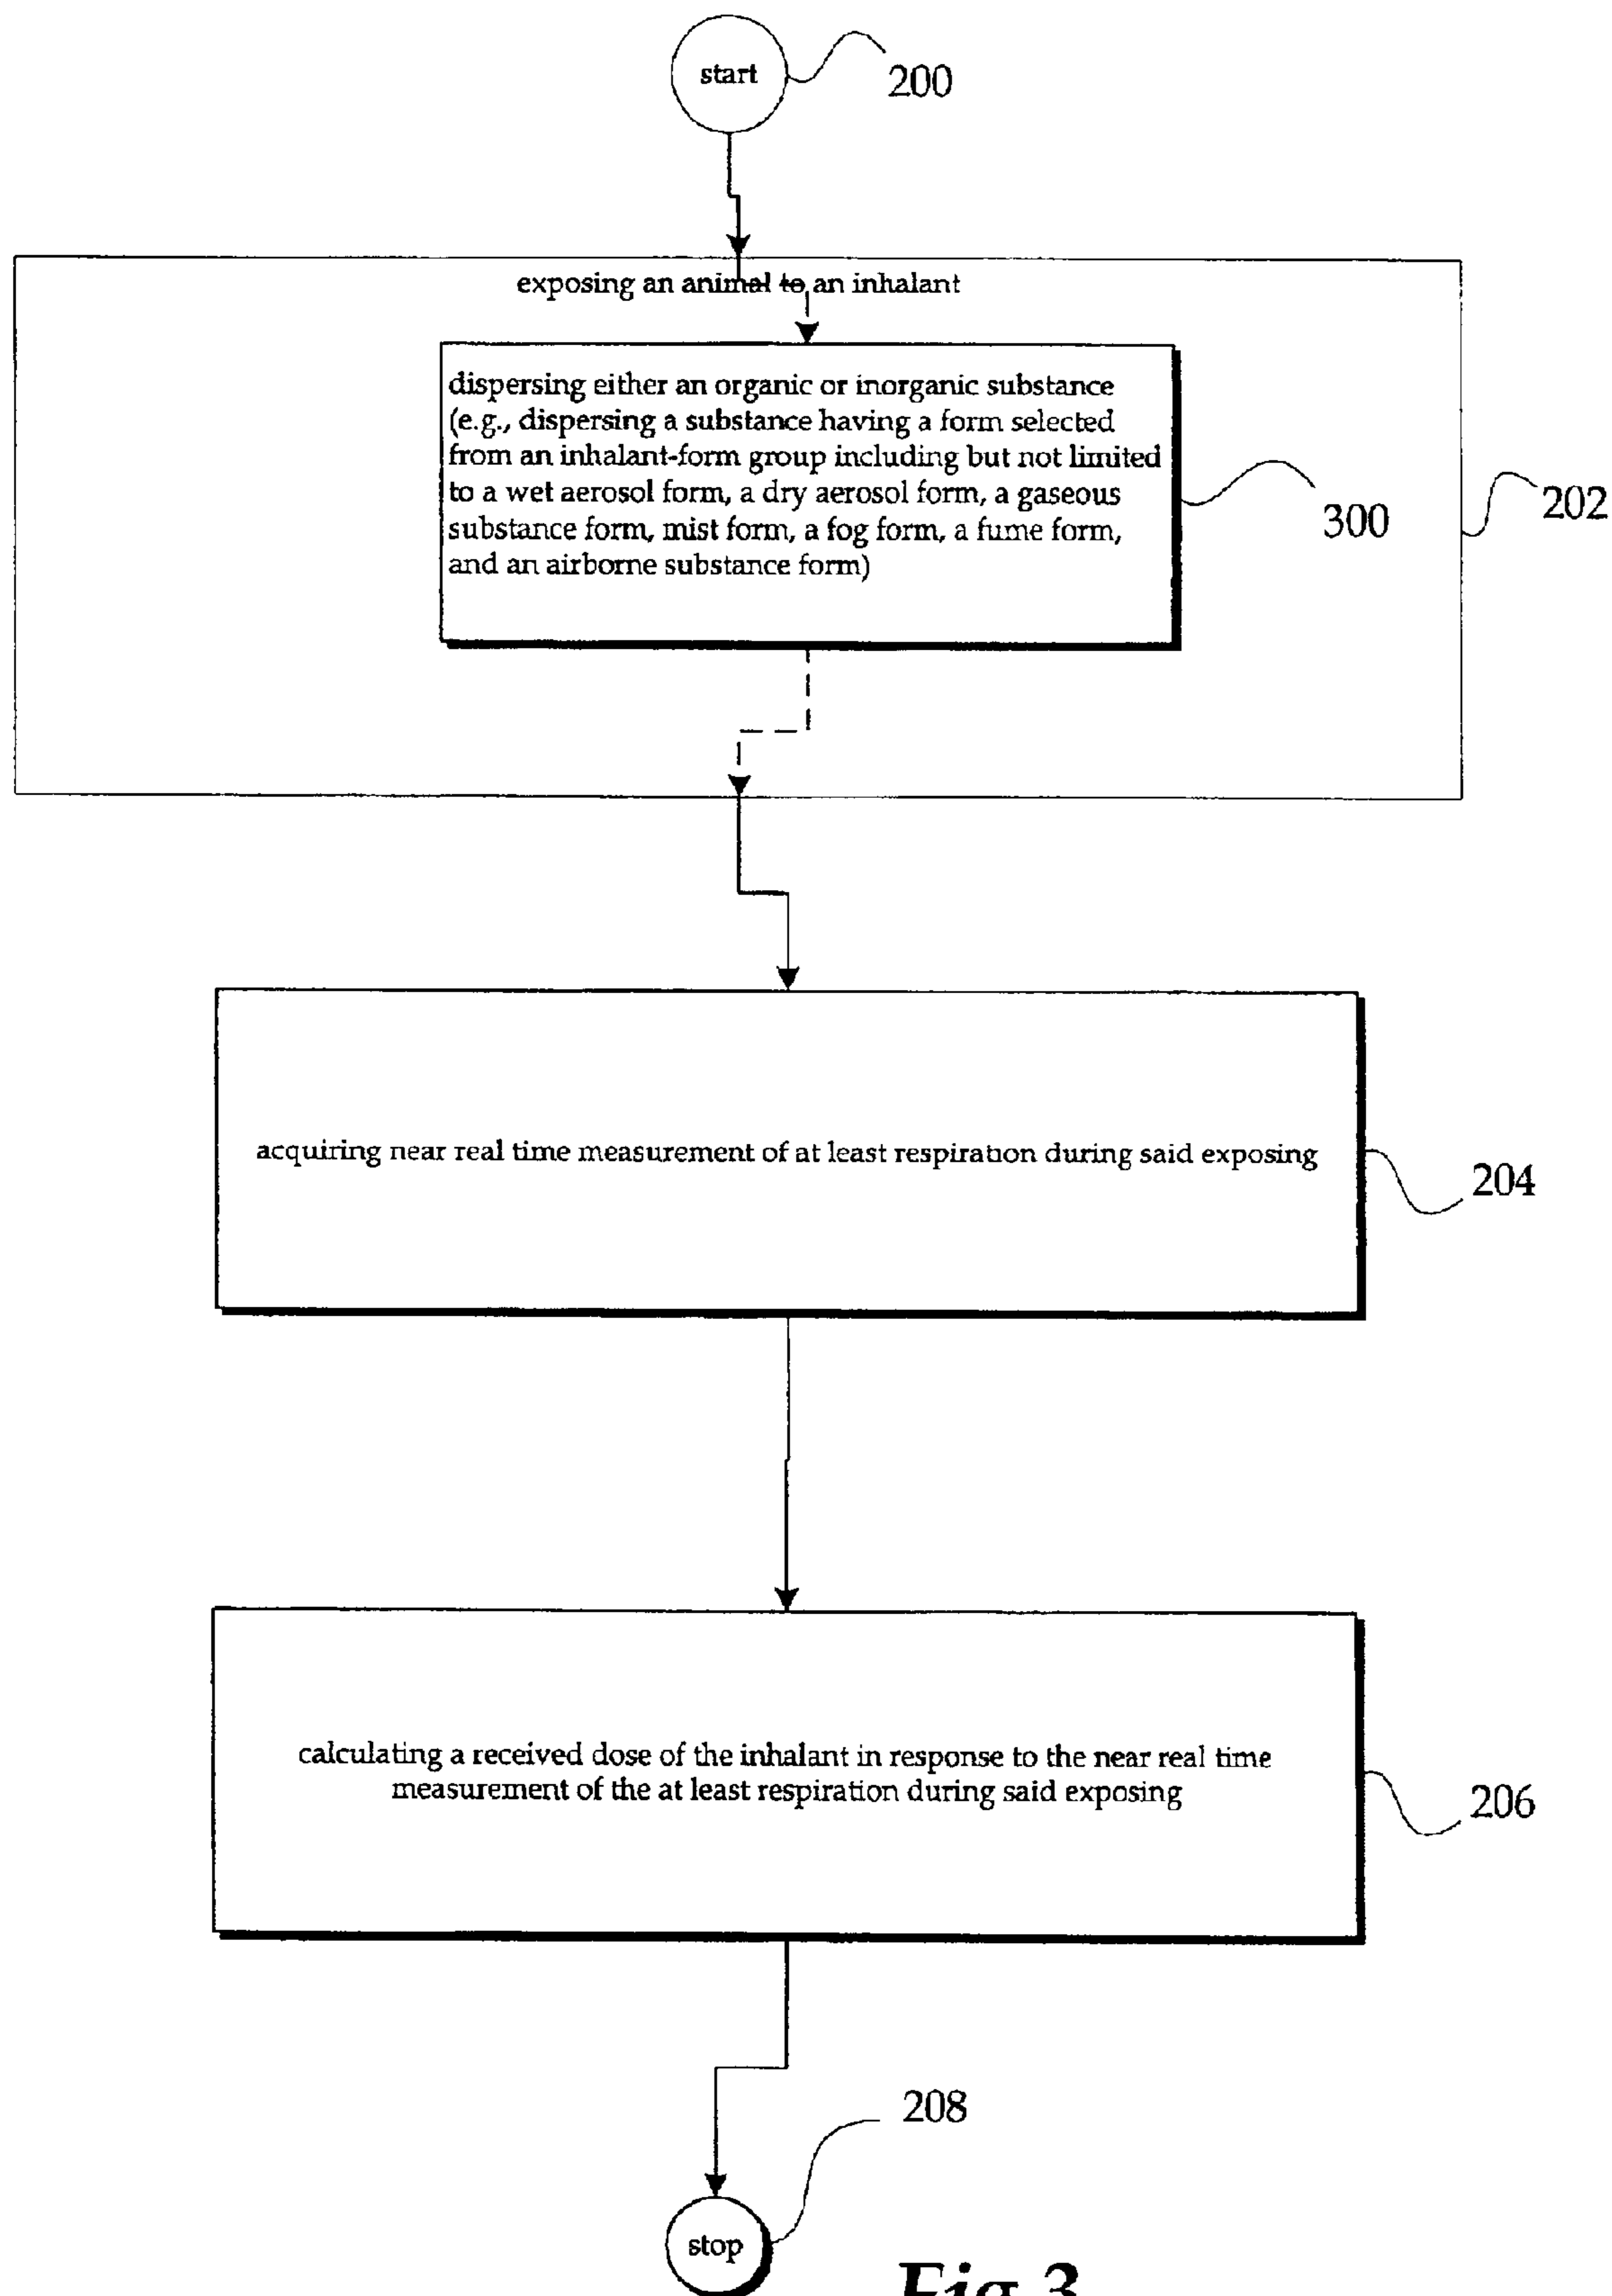 start
200
exposing an animal to an inhalant
dispersing either an organic or inorganic substance
(e.g., dispersing a substance having a form selected
from an inhalant-form group including but not limited
to a wet aerosol form, a dry aerosol form, a gaseous
substance form, mist form, a fog form, a fume form,
and an airborne substance form)
300
202
acquiring near real time measurement of at least respiration during said exposing
204
calculating a received dose of the inhalant in response to the near real time
measurement of the at least respiration during said exposing
206
208
stop
Fig 3